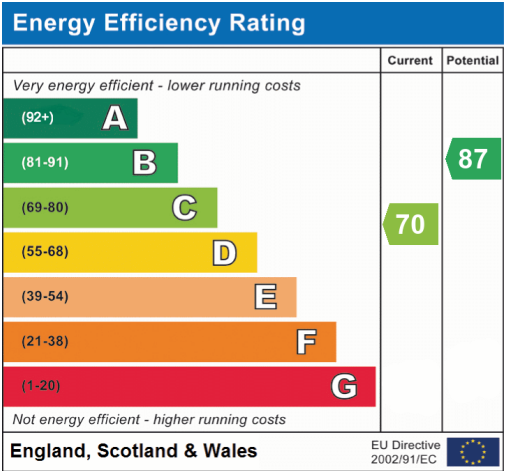 Energy Efficiency Rating
Current Potential
Very energy efficient - lower running costs
(92+) A
(81-91) B
87
(69-80) C
70
(55-68) D
(39-54) E
(21-38) F
(1-20) G
Not energy efficient - higher running costs
England, Scotland & Wales
EU Directive
2002/91/EC